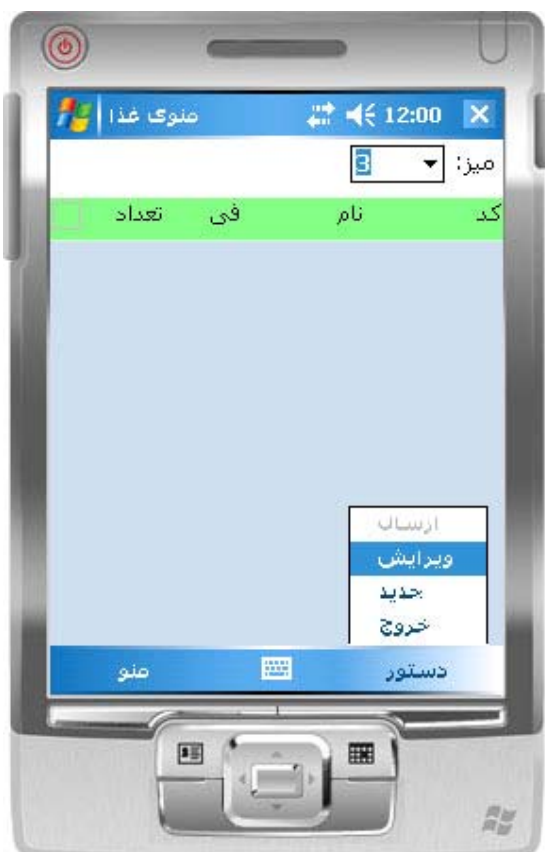 منوی غذا 12:00
میز: 3
کد نام فی تعداد
ارسال
ویرایش
جدید
خروج
دستور منو